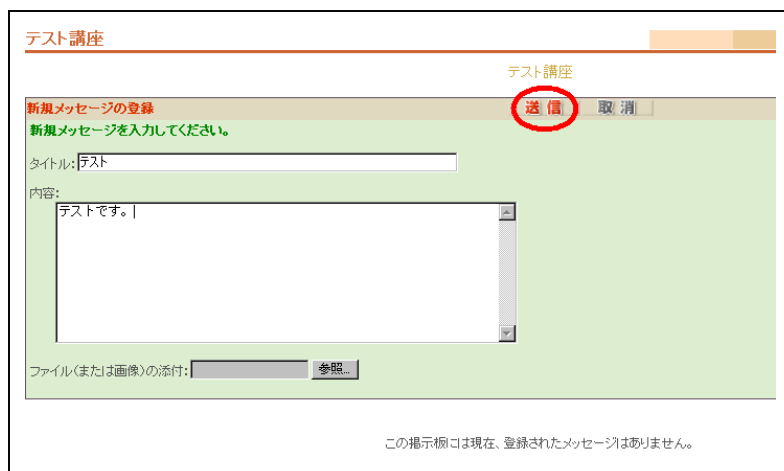 テスト講座
テスト講座
新規メッセージの登録 送信 取消
新規メッセージを入力してください。
タイトル:テスト
内容:
テストです。
ファイル(または画像)の添付: 参照...
この掲示板には現在、登録されたメッセージはありません。